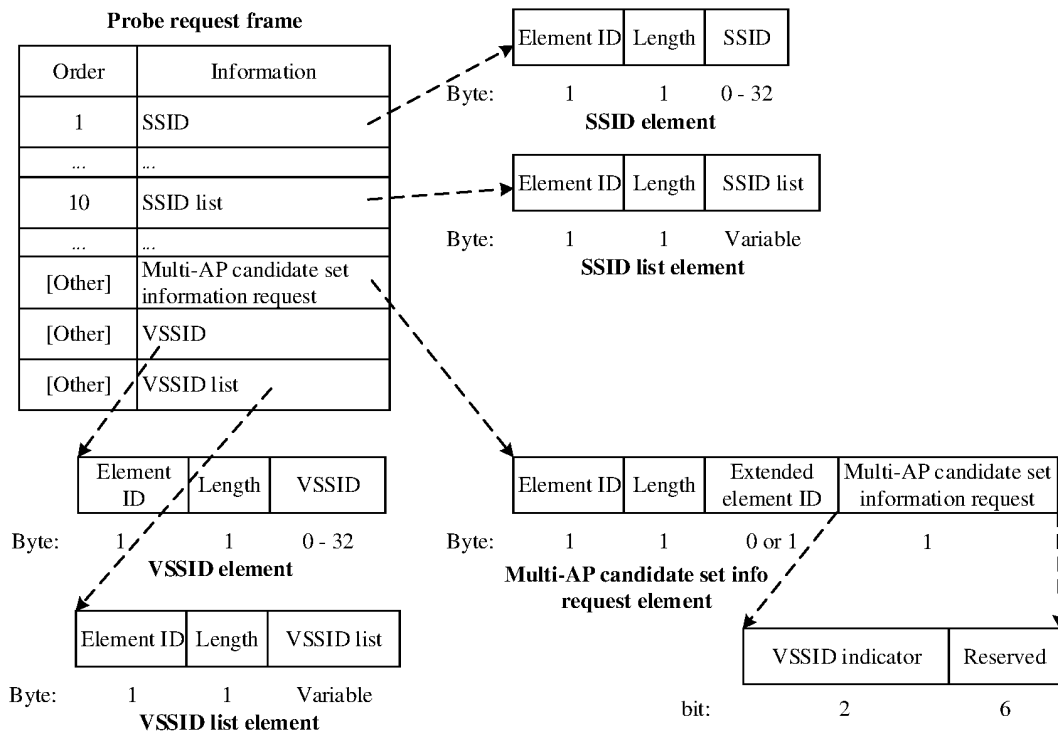 Probe request frame
Order Information
1 SSID
... ...
10 SSID list
... ...
[Other] Multi-AP candidate set
information request
[Other] VSSID
[Other] VSSID list
Element ID Length SSID
Byte: 1 1 0 - 32
SSID element
Element ID Length SSID list
Byte: 1 1 Variable
SSID list element
Element
ID Length VSSID
Byte: 1 1 0 - 32
VSSID element
Element ID Length VSSID list
Byte: 1 1 Variable
VSSID list element
Element ID Length Extended
element ID Multi-AP candidate set
information request
Byte: 1 1 0 or 1 1
Multi-AP candidate set info
request element
VSSID indicator Reserved
bit: 2 6